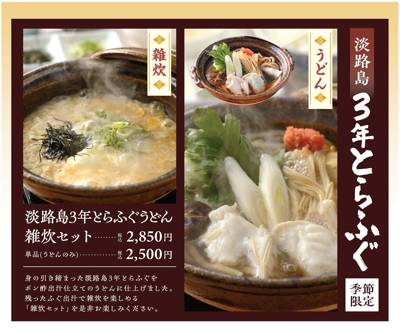 淡路島
3年とらふぐ
季節
限定
うどん
雑炊
淡路島3年とらふぐうどん
雑炊セット………税込2,850円
単品(うどんのみ)………税込2,500円
身の引き締まった淡路島3年とらふぐを
ポン酢出汁仕立てのうどんに仕上げました。
残ったふぐ出汁で雑炊を楽しめる
「雑炊セット」を是非お楽しみください。